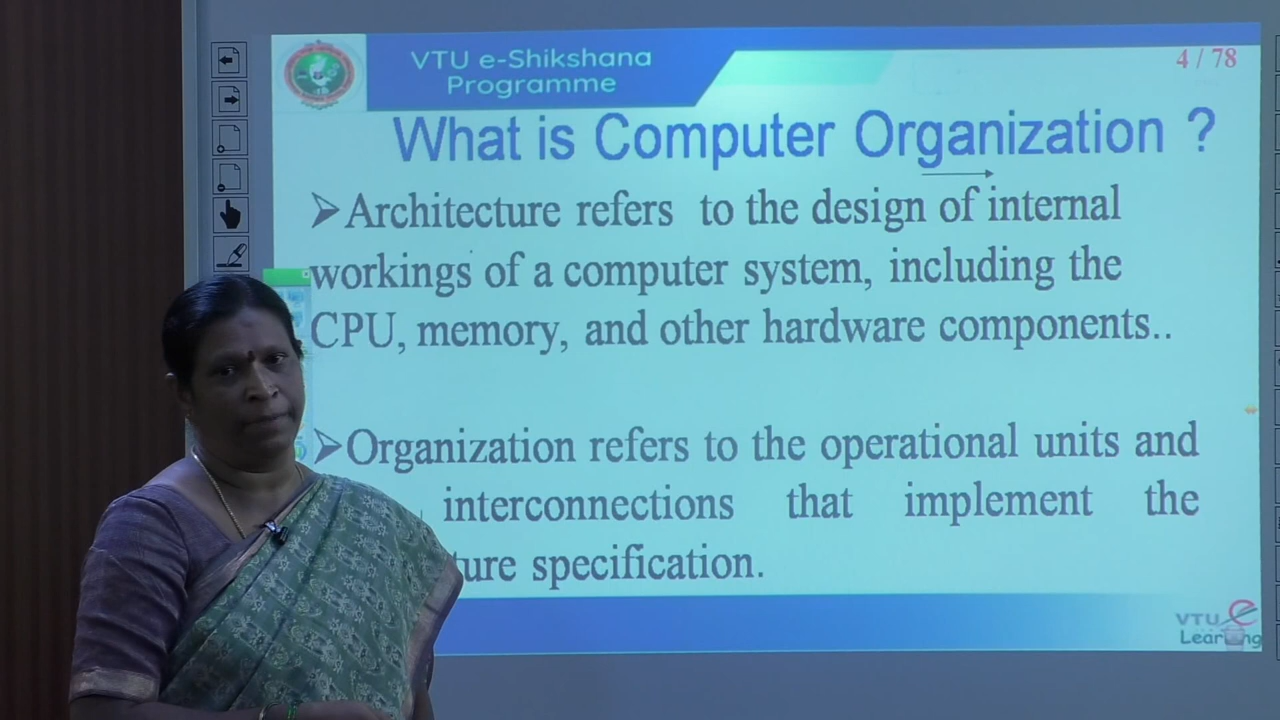 VTU e-Shikshana
Programme
4 / 78
What is Computer Organization ?
➢Architecture refers to the design of internal
workings of a computer system, including the
CPU, memory, and other hardware components..
➢Organization refers to the operational units and
interconnections that implement the
ture specification.
VTU e
Learning